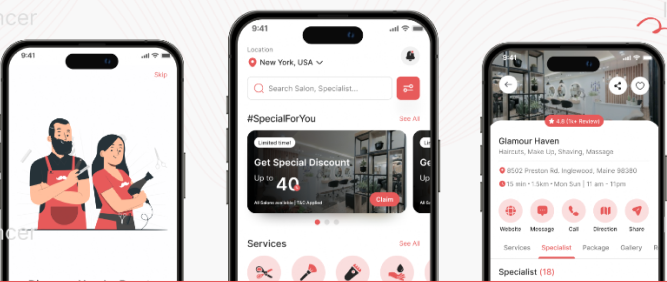 9:41
Skip
9:41
Location
New York, USA
Search Salon, Specialist...
#SpecialForYou
See All
Limited time!
Get Special Discount
Up to 40
All Salons available | T&C Applied
Claim
Services
See All
9:41
4.8 (1k+ Review)
Glamour Haven
Haircuts, Make Up, Shaving, Massage
8502 Preston Rd. Inglewood, Maine 98380
15 min • 1.5km • Mon Sun | 11 am - 11pm
Website Message Call Direction Share
Services Specialist Package Gallery
Specialist (18)